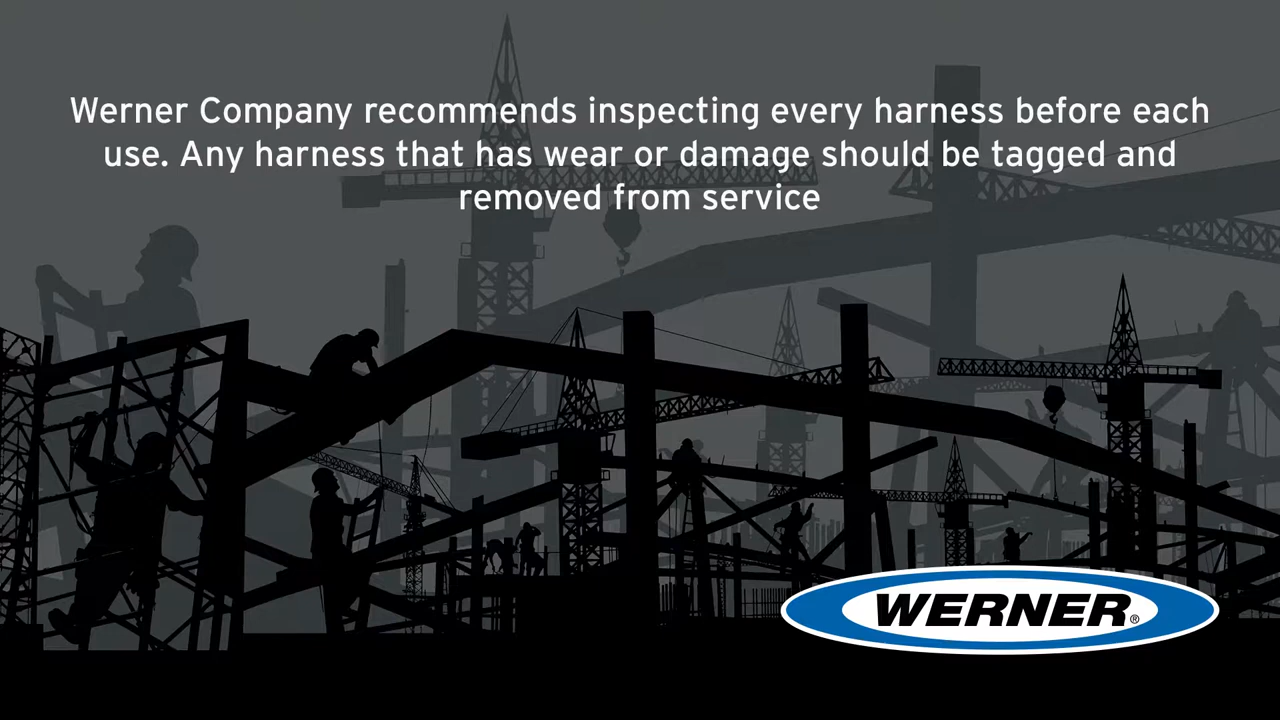 Werner Company recommends inspecting every harness before each
use. Any harness that has wear or damage should be tagged and
removed from service
WERNER®